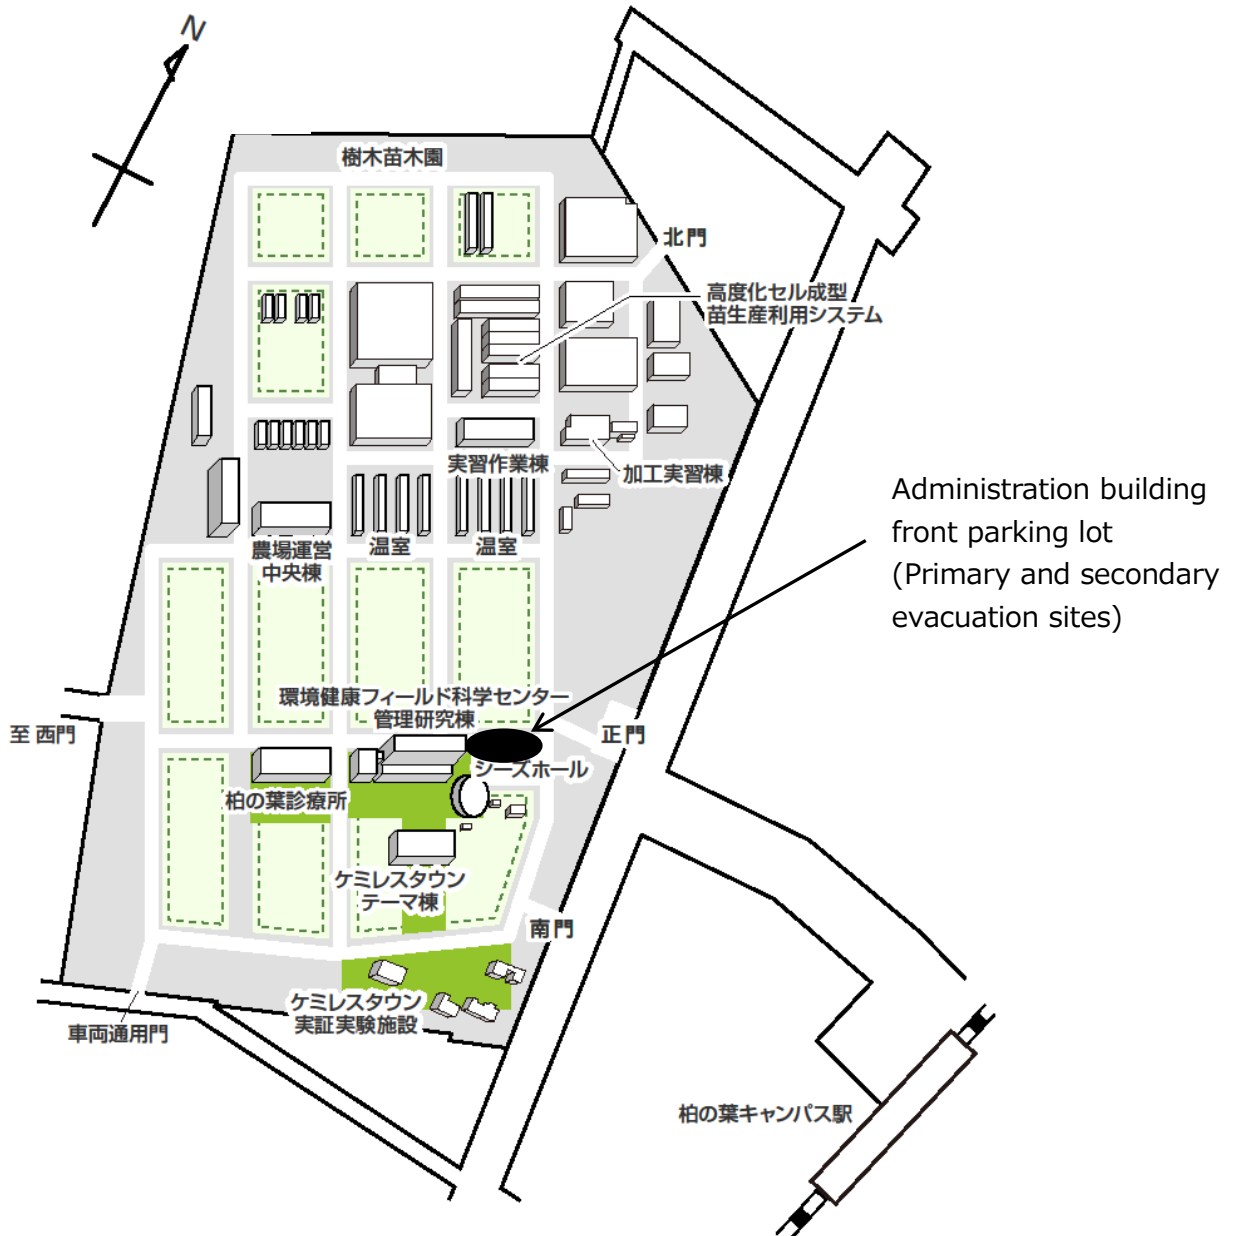 N
樹木苗木園
北門
高度化セル成型
苗生産利用システム
実習作業棟
加工実習棟
Administration building
front parking lot
(Primary and secondary
evacuation sites)
農場運営
中央棟
温室
温室
環境健康フィールド科学センター
管理研究棟
至 西門
正門
シーズホール
柏の葉診療所
ケミレスタウン
テーマ棟
南門
ケミレスタウン
実証実験施設
車両通用門
柏の葉キャンパス駅